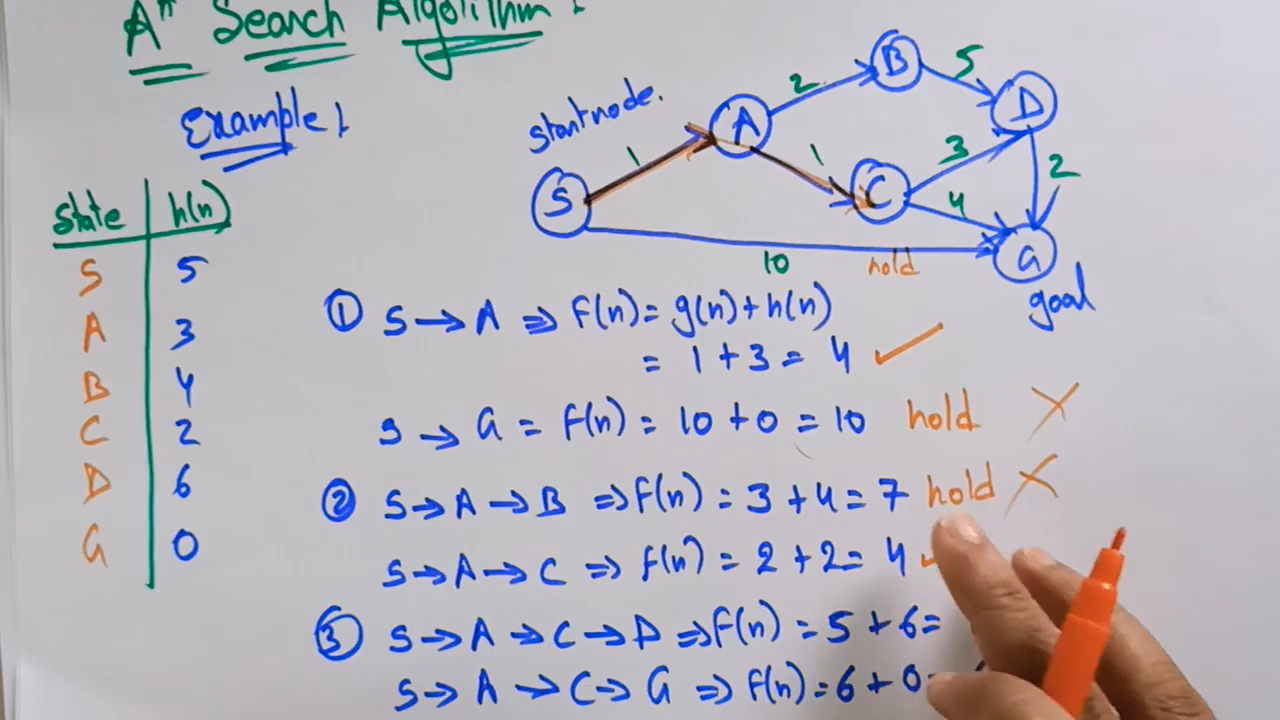 A* Search Algorithm!
Example!
start node.
S
A
B
C
D
G
1
2
5
1
3
4
2
10
hold
goal
State h(n)
S 5
A 3
B 4
C 2
D 6
G 0
① S → A ⇒ f(n) = g(n) + h(n)
= 1 + 3 = 4 ✓
S → G = f(n) = 10 + 0 = 10 hold ✗
② S → A → B ⇒ f(n) = 3 + 4 = 7 hold ✗
S → A → C ⇒ f(n) = 2 + 2 = 4
③ S → A → C → D ⇒ f(n) = 5 + 6 =
S → A → C → G ⇒ f(n) = 6 + 0 =